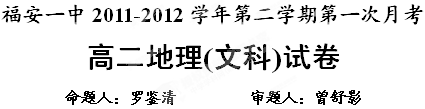 福安一中 2011-2012 学年第二学期第一次月考
高二地理(文科)试卷
命题人：罗鉴清 审题人：曾舒影